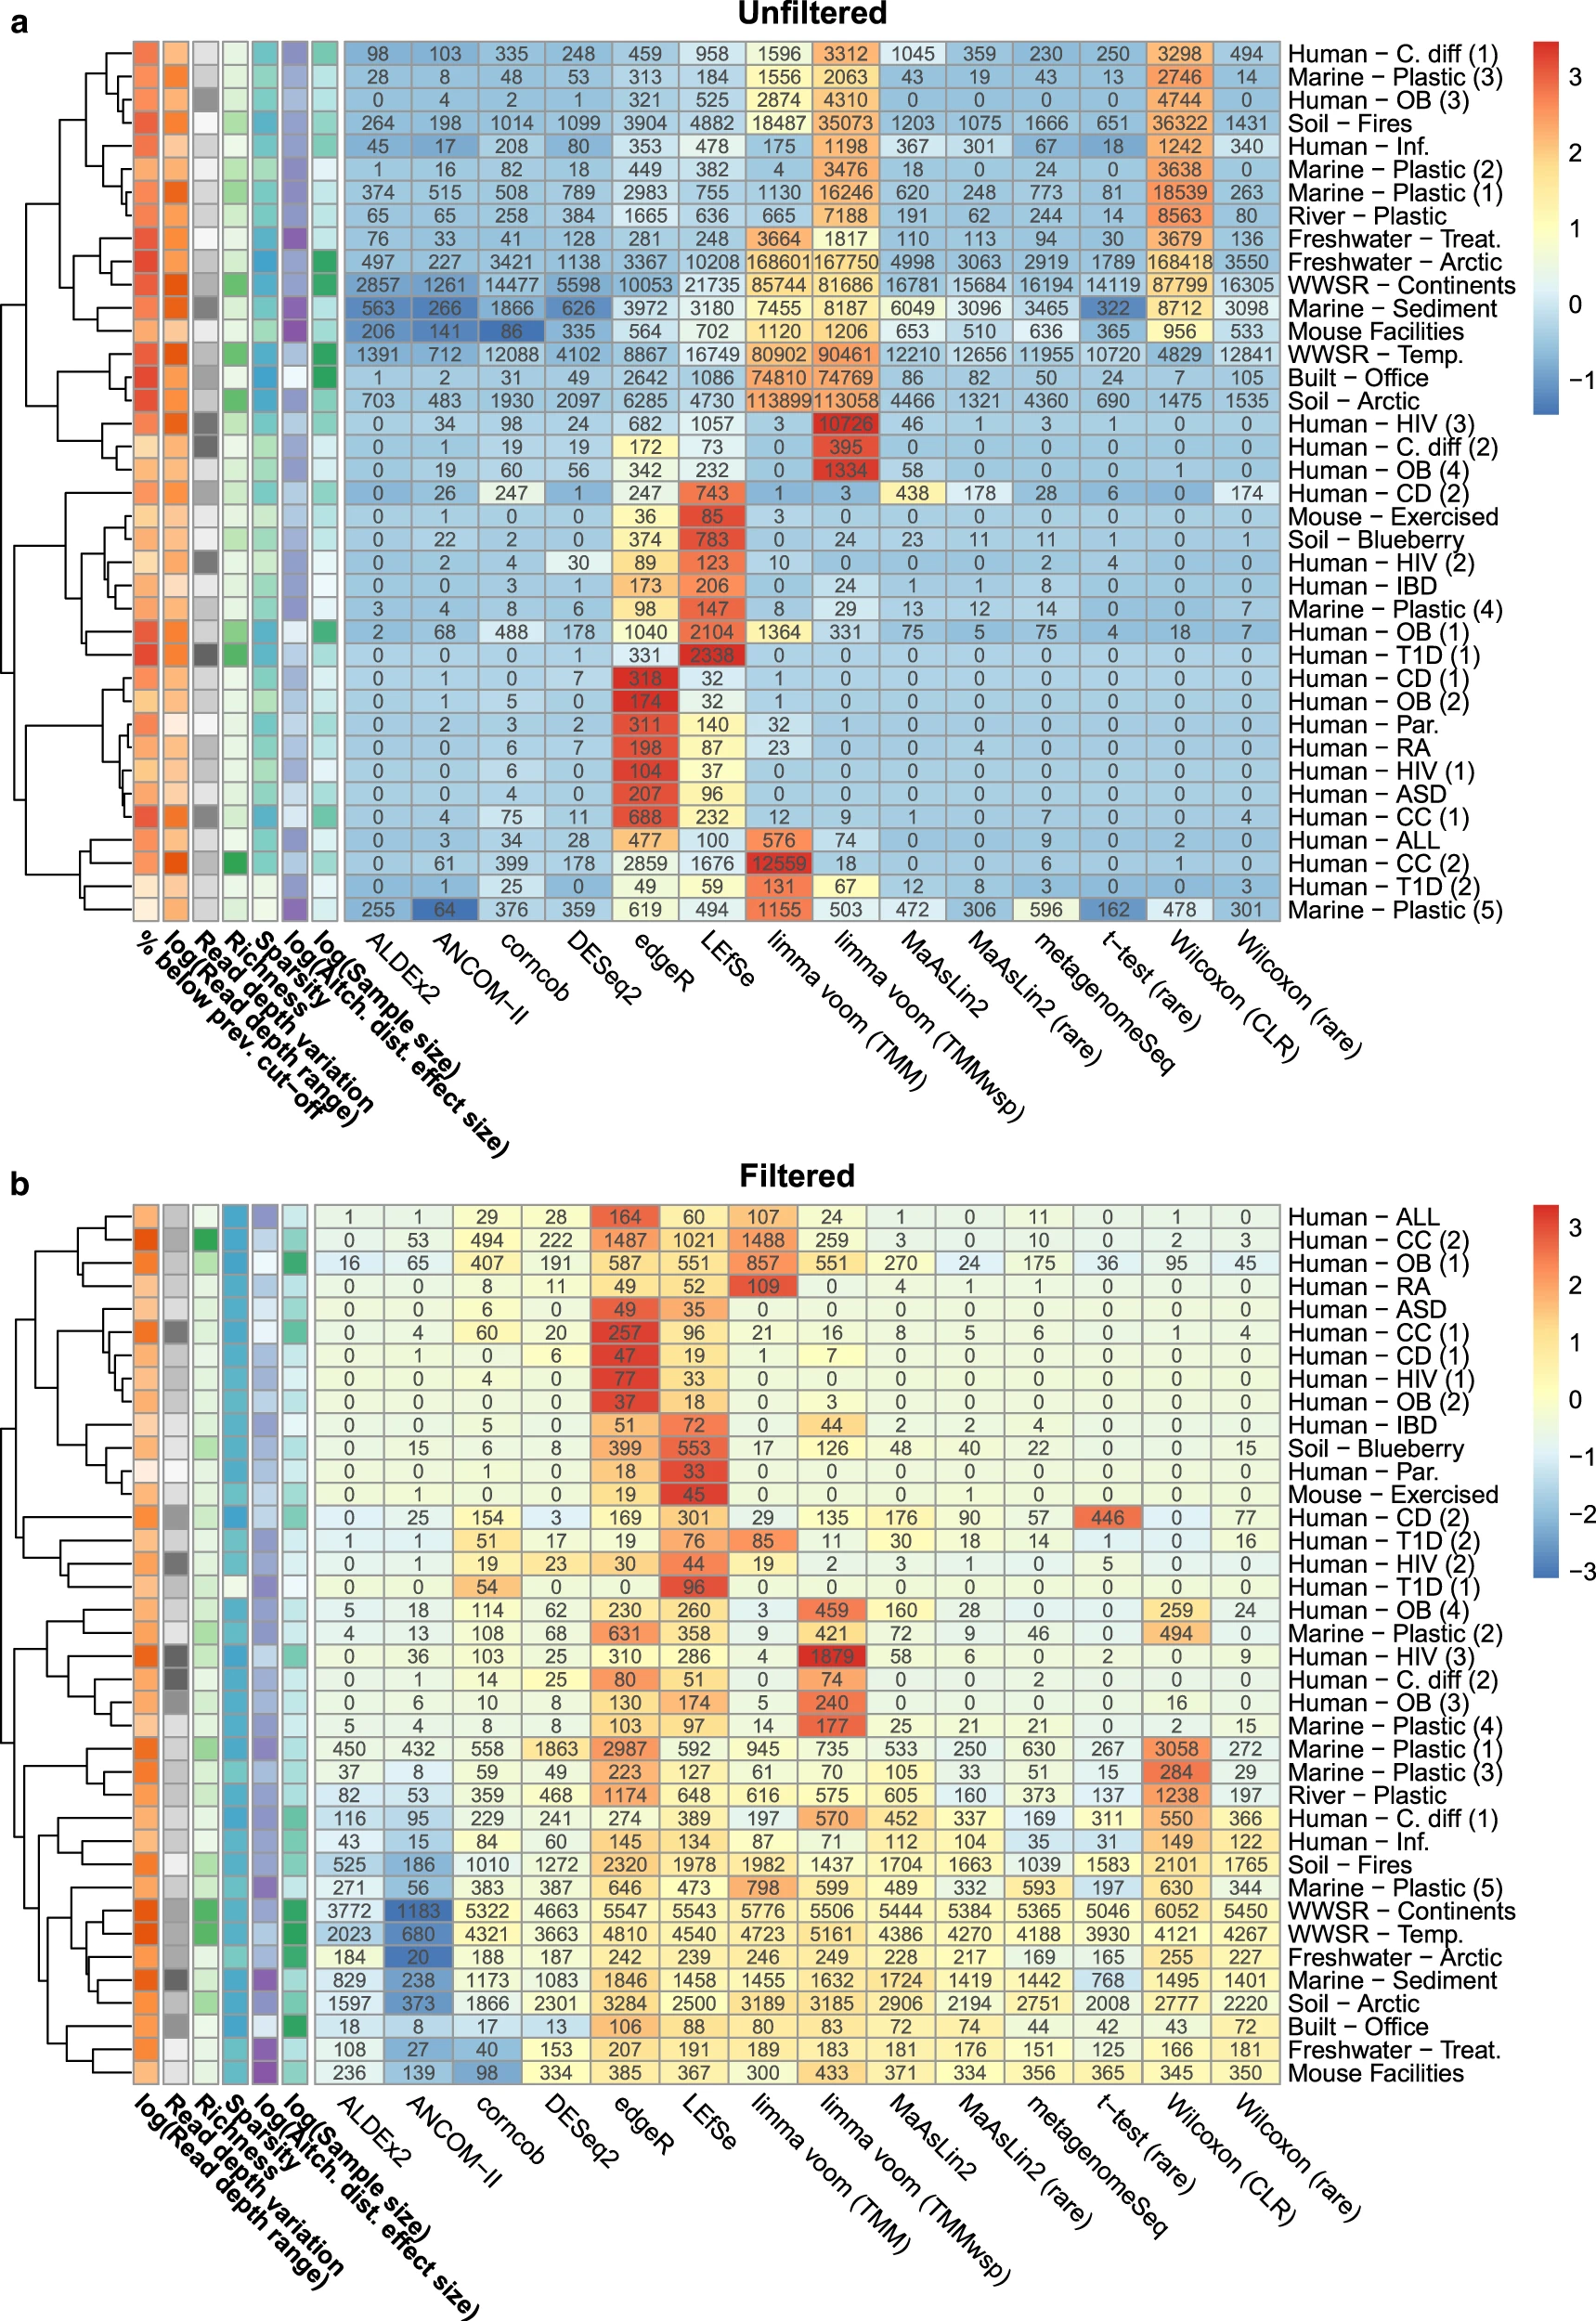 a
Unfiltered
98 103 335 248 459 958 1596 3312 1045 359 230 250 3298 494 Human − C. diff (1)
28 8 48 53 313 184 1556 2063 43 19 43 13 2746 14 Marine − Plastic (3)
0 4 2 1 321 525 2874 4310 0 0 0 0 4744 0 Human − OB (3)
264 198 1014 1099 3904 4882 18487 35073 1203 1075 1666 651 36322 1431 Soil − Fires
45 17 208 80 353 478 175 1198 367 301 67 18 1242 340 Human − Inf.
1 16 82 18 449 382 4 3476 18 0 24 0 3638 0 Marine − Plastic (2)
374 515 508 789 2983 755 1130 16246 620 248 773 81 18539 263 Marine − Plastic (1)
65 65 258 384 1665 636 665 7188 191 62 244 14 8563 80 River − Plastic
76 33 41 128 281 248 3664 1817 110 113 94 30 3679 136 Freshwater − Treat.
497 227 3421 1138 3367 10208 168601 167750 4998 3063 2919 1789 168418 3550 Freshwater − Arctic
2857 1261 14477 5598 10053 21735 85744 81686 16781 15684 16194 14119 87799 16305 WWSR − Continents
563 266 1866 626 3972 3180 7455 8187 6049 3096 3465 322 8712 3098 Marine − Sediment
206 141 86 335 564 702 1120 1206 653 510 636 365 956 533 Mouse Facilities
1391 712 12088 4102 8867 16749 80902 90461 12210 12656 11955 10720 4829 12841 WWSR − Temp.
1 2 31 49 2642 1086 74810 74769 86 82 50 24 7 105 Built − Office
703 483 1930 2097 6285 4730 113899 113058 4466 1321 4360 690 1475 1535 Soil − Arctic
0 34 98 24 682 1057 3 10726 46 1 3 1 0 0 Human − HIV (3)
0 1 19 19 172 73 0 395 0 0 0 0 0 0 Human − C. diff (2)
0 19 60 56 342 232 0 1334 58 0 0 0 1 0 Human − OB (4)
0 26 247 1 247 743 1 3 438 178 28 6 0 174 Human − CD (2)
0 1 0 0 36 85 3 0 0 0 0 0 0 0 Mouse − Exercised
0 22 2 0 374 783 0 24 23 11 11 1 0 1 Soil − Blueberry
0 2 4 30 89 123 10 0 0 0 2 4 0 0 Human − HIV (2)
0 0 3 1 173 206 0 24 1 1 8 0 0 0 Human − IBD
3 4 8 6 98 147 8 29 13 12 14 0 0 7 Marine − Plastic (4)
2 68 488 178 1040 2104 1364 331 75 5 75 4 18 7 Human − OB (1)
0 0 0 1 331 2338 0 0 0 0 0 0 0 0 Human − T1D (1)
0 1 0 7 318 32 1 0 0 0 0 0 0 0 Human − CD (1)
0 1 5 0 174 32 1 0 0 0 0 0 0 0 Human − OB (2)
0 2 3 2 311 140 32 1 0 0 0 0 0 0 Human − Par.
0 0 6 7 198 87 23 0 0 4 0 0 0 0 Human − RA
0 0 6 0 104 37 0 0 0 0 0 0 0 0 Human − HIV (1)
0 0 4 0 207 96 0 0 0 0 0 0 0 0 Human − ASD
0 4 75 11 688 232 12 9 1 0 7 0 0 4 Human − CC (1)
0 3 34 28 477 100 576 74 0 0 9 0 2 0 Human − ALL
0 61 399 178 2859 1676 12559 18 0 0 6 0 1 0 Human − CC (2)
0 1 25 0 49 59 131 67 12 8 3 0 0 3 Human − T1D (2)
255 64 376 359 619 494 1155 503 472 306 596 162 478 301 Marine − Plastic (5)
3
2
1
0
−1
% below prev. cut−off
log(Read depth range)
Read depth variation
Richness
Sparsity
log(Aitch. dist. effect size)
log(Sample size)
ALDEx2
ANCOM−II
corncob
DESeq2
edgeR
LEfSe
limma voom (TMM)
limma voom (TMMwsp)
MaAsLin2
MaAsLin2 (rare)
metagenomeSeq
t−test (rare)
Wilcoxon (CLR)
Wilcoxon (rare)
b
Filtered
1 1 29 28 164 60 107 24 1 0 11 0 1 0 Human − ALL
0 53 494 222 1487 1021 1488 259 3 0 10 0 2 3 Human − CC (2)
16 65 407 191 587 551 857 551 270 24 175 36 95 45 Human − OB (1)
0 0 8 11 49 52 109 0 4 1 1 0 0 0 Human − RA
0 0 6 0 49 35 0 0 0 0 0 0 0 0 Human − ASD
0 4 60 20 257 96 21 16 8 5 6 0 1 4 Human − CC (1)
0 1 0 6 47 19 1 7 0 0 0 0 0 0 Human − CD (1)
0 0 4 0 77 33 0 0 0 0 0 0 0 0 Human − HIV (1)
0 0 0 0 37 18 0 3 0 0 0 0 0 0 Human − OB (2)
0 0 5 0 51 72 0 44 2 2 4 0 0 0 Human − IBD
0 15 6 8 399 553 17 126 48 40 22 0 0 15 Soil − Blueberry
0 0 1 0 18 33 0 0 0 0 0 0 0 0 Human − Par.
0 1 0 0 19 45 0 0 0 1 0 0 0 0 Mouse − Exercised
0 25 154 3 169 301 29 135 176 90 57 446 0 77 Human − CD (2)
1 1 51 17 19 76 85 11 30 18 14 1 0 16 Human − T1D (2)
0 1 19 23 30 44 19 2 3 1 0 5 0 0 Human − HIV (2)
0 0 54 0 0 96 0 0 0 0 0 0 0 0 Human − T1D (1)
5 18 114 62 230 260 3 459 160 28 0 0 259 24 Human − OB (4)
4 13 108 68 631 358 9 421 72 9 46 0 494 0 Marine − Plastic (2)
0 36 103 25 310 286 4 1879 58 6 0 2 0 9 Human − HIV (3)
0 1 14 25 80 51 0 74 0 0 2 0 0 0 Human − C. diff (2)
0 6 10 8 130 174 5 240 0 0 0 0 16 0 Human − OB (3)
5 4 8 8 103 97 14 177 25 21 21 0 2 15 Marine − Plastic (4)
450 432 558 1863 2987 592 945 735 533 250 630 267 3058 272 Marine − Plastic (1)
37 8 59 49 223 127 61 70 105 33 51 15 284 29 Marine − Plastic (3)
82 53 359 468 1174 648 616 575 605 160 373 137 1238 197 River − Plastic
116 95 229 241 274 389 197 570 452 337 169 311 550 366 Human − C. diff (1)
43 15 84 60 145 134 87 71 112 104 35 31 149 122 Human − Inf.
525 186 1010 1272 2320 1978 1982 1437 1704 1663 1039 1583 2101 1765 Soil − Fires
271 56 383 387 646 473 798 599 489 332 593 197 630 344 Marine − Plastic (5)
3772 1183 5322 4663 5547 5543 5776 5506 5444 5384 5365 5046 6052 5450 WWSR − Continents
2023 680 4321 3663 4810 4540 4723 5161 4386 4270 4188 3930 4121 4267 WWSR − Temp.
184 20 188 187 242 239 246 249 228 217 169 165 255 227 Freshwater − Arctic
829 238 1173 1083 1846 1458 1455 1632 1724 1419 1442 768 1495 1401 Marine − Sediment
1597 373 1866 2301 3284 2500 3189 3185 2906 2194 2751 2008 2777 2220 Soil − Arctic
18 8 17 13 106 88 80 83 72 74 44 42 43 72 Built − Office
108 27 40 153 207 191 189 183 181 176 151 125 166 181 Freshwater − Treat.
236 139 98 334 385 367 300 433 371 334 356 365 345 350 Mouse Facilities
3
2
1
0
−1
−2
−3
log(Read depth range)
Read depth variation
Richness
Sparsity
log(Aitch. dist. effect size)
log(Sample size)
ALDEx2
ANCOM−II
corncob
DESeq2
edgeR
LEfSe
limma voom (TMM)
limma voom (TMMwsp)
MaAsLin2
MaAsLin2 (rare)
metagenomeSeq
t−test (rare)
Wilcoxon (CLR)
Wilcoxon (rare)